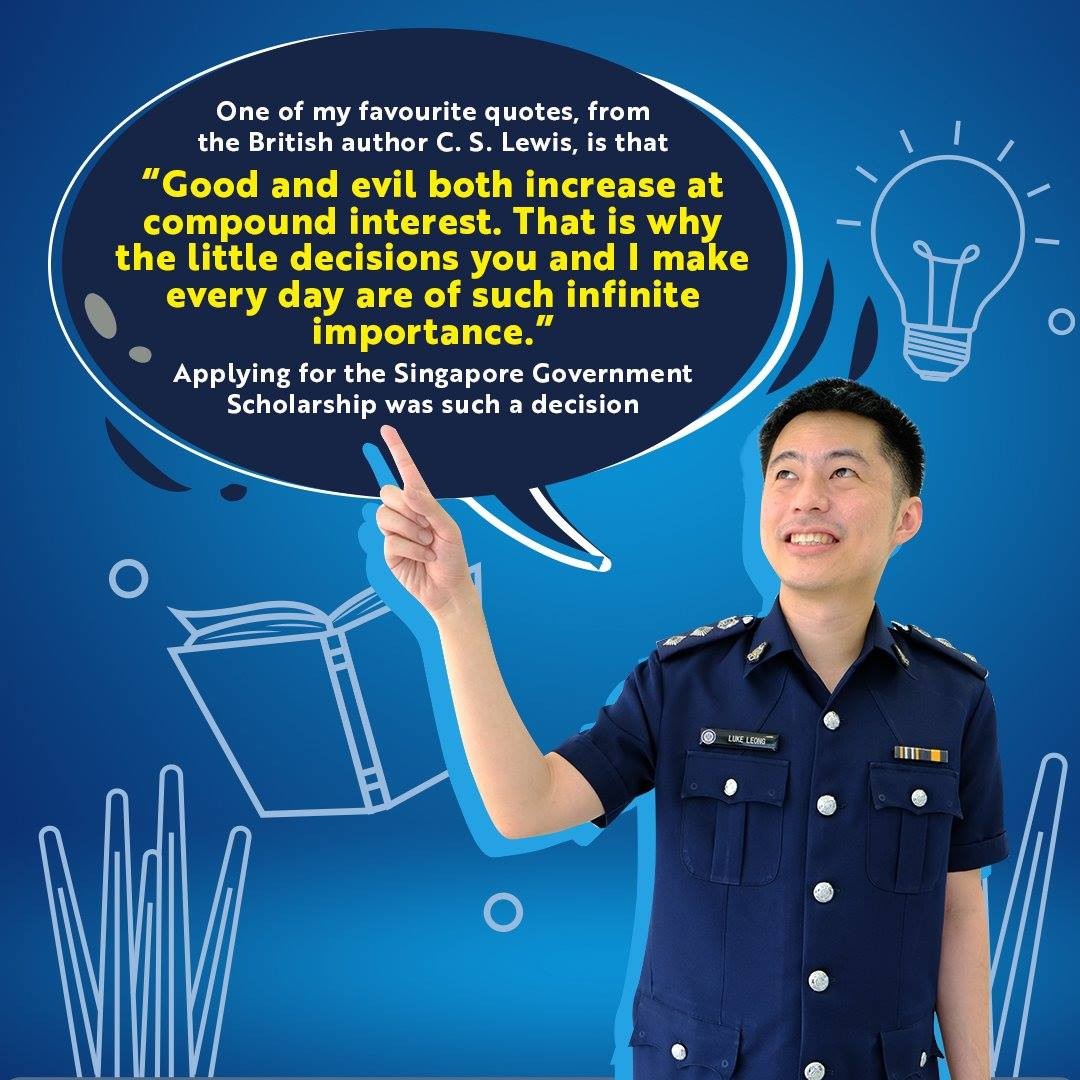 One of my favourite quotes, from
the British author C. S. Lewis, is that
"Good and evil both increase at
compound interest. That is why
the little decisions you and I make
every day are of such infinite
importance."
Applying for the Singapore Government
Scholarship was such a decision
LUKE LEONG